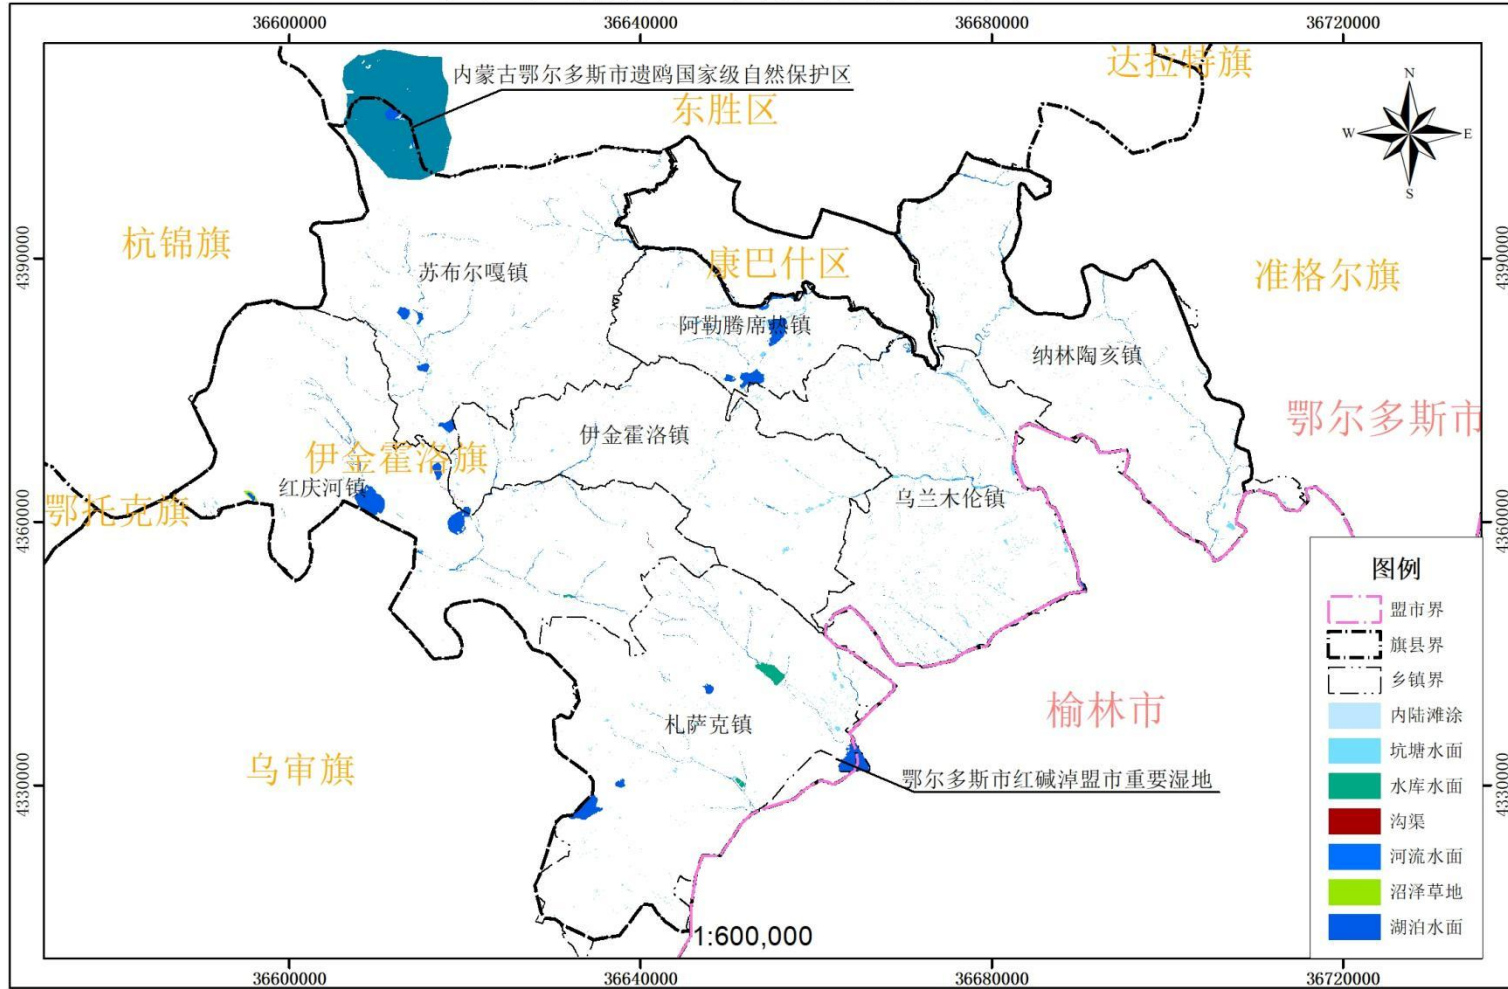 36600000
36640000
36680000
36720000
达拉特旗
内蒙古鄂尔多斯市遗鸥国家级自然保护区
东胜区
N
W
E
S
杭锦旗
4390000
苏布尔嘎镇
康巴什区
准格尔旗
4390000
阿勒腾席热镇
纳林陶亥镇
鄂尔多斯市
伊金霍洛镇
伊金霍洛旗
红庆河镇
乌兰木伦镇
鄂托克旗
4360000
4360000
图例
盟市界
旗县界
乡镇界
内陆滩涂
坑塘水面
水库水面
沟渠
河流水面
沼泽草地
湖泊水面
榆林市
札萨克镇
乌审旗
鄂尔多斯市红碱淖盟市重要湿地
4330000
4330000
1:600,000
36600000
36640000
36680000
36720000